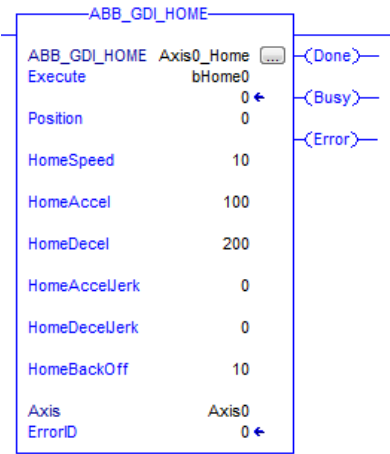 ABB_GDI_HOME
ABB_GDI_HOME Axis0_Home ... (Done)
Execute bHome0
0 (Busy)
Position 0
(Error)
HomeSpeed 10
HomeAccel 100
HomeDecel 200
HomeAccelJerk 0
HomeDecelJerk 0
HomeBackOff 10
Axis Axis0
ErrorID 0